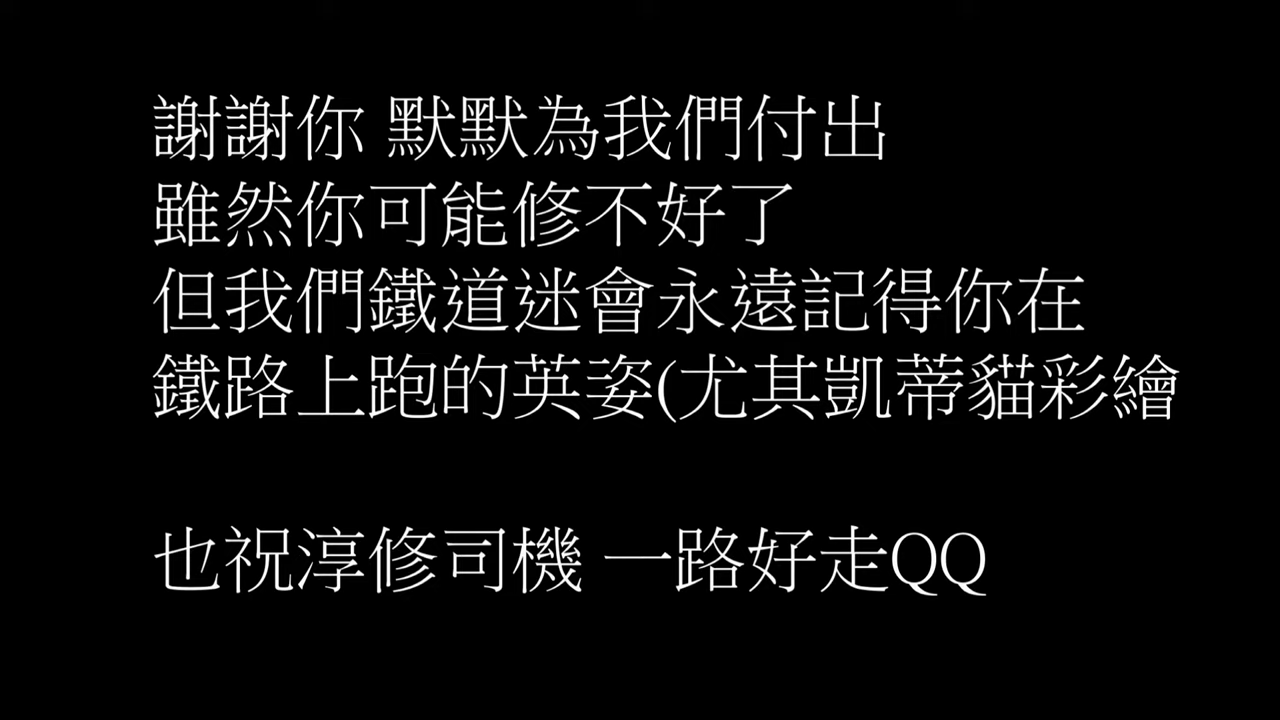 謝謝你 默默為我們付出
雖然你可能修不好了
但我們鐵道迷會永遠記得你在
鐵路上跑的英姿(尤其凱蒂貓彩繪
也祝淳修司機 一路好走QQ